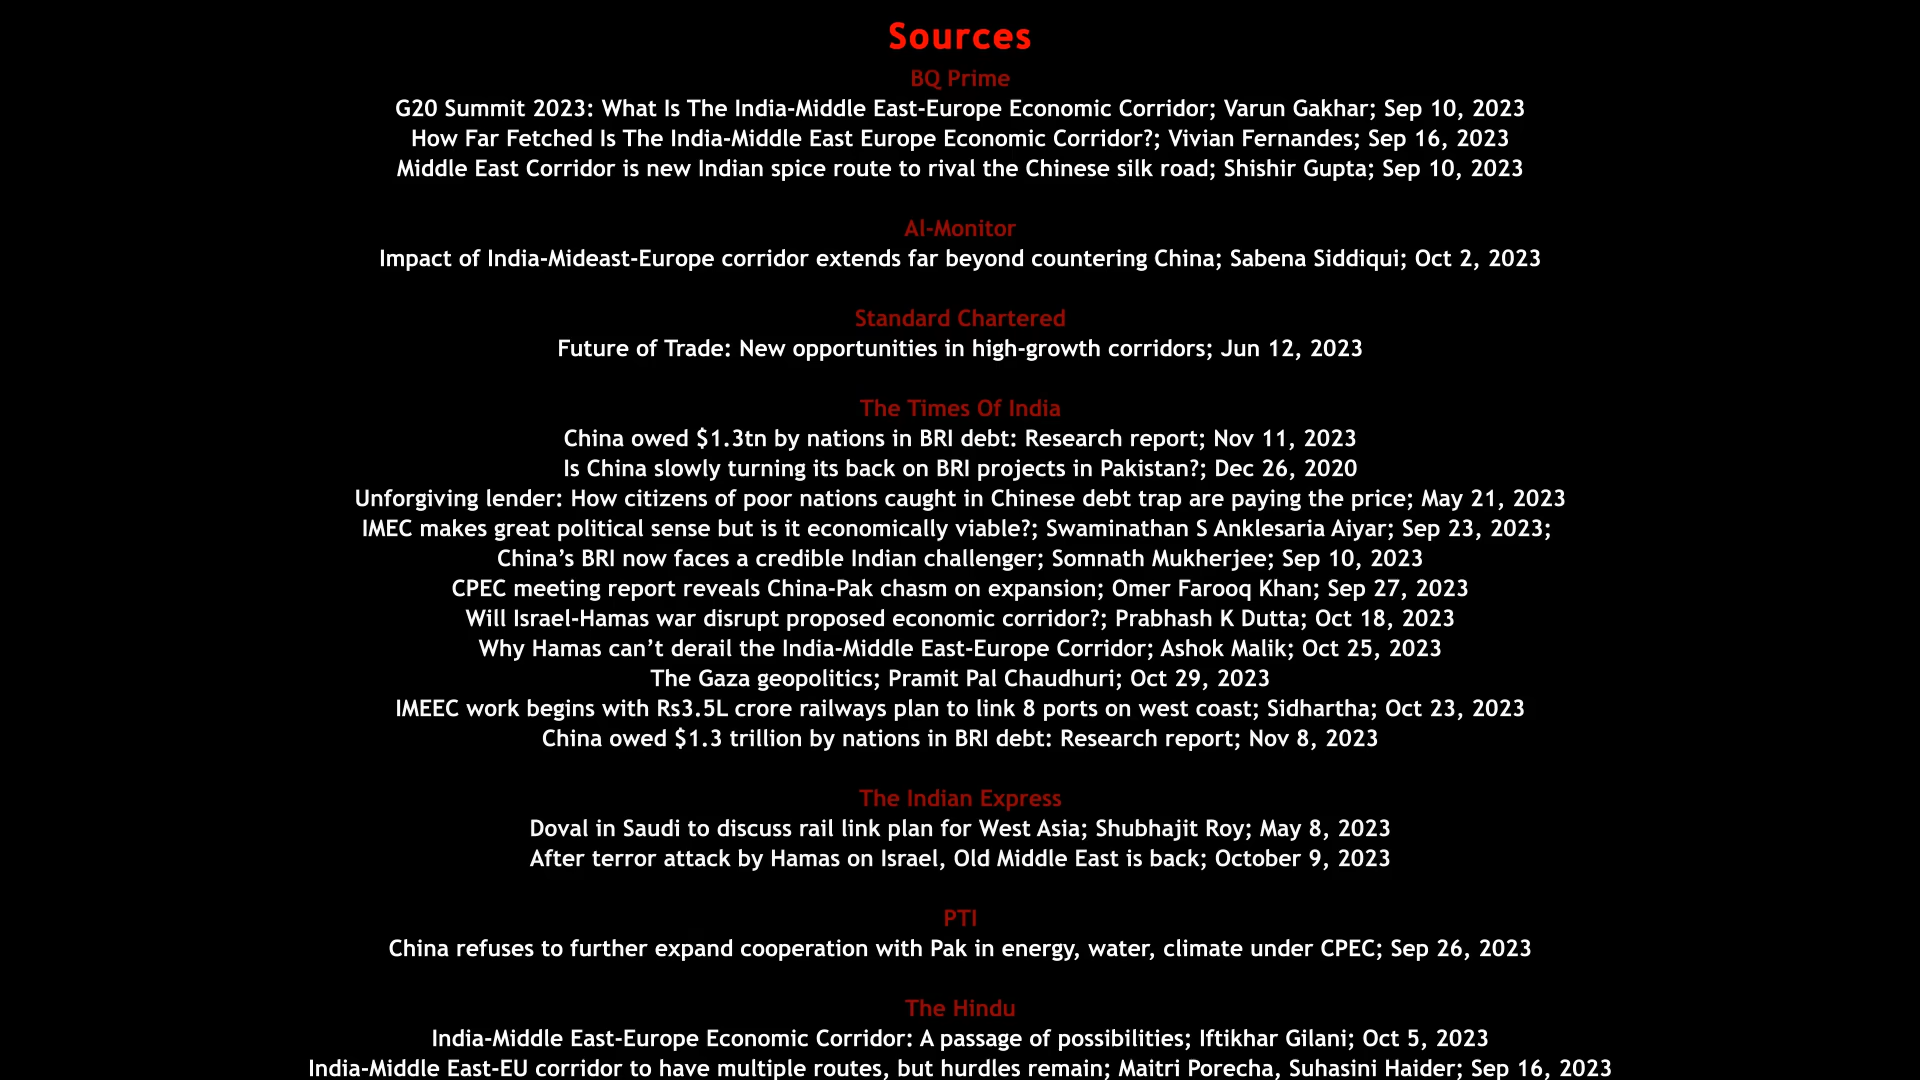 Sources
BQ Prime
G20 Summit 2023: What Is The India-Middle East-Europe Economic Corridor; Varun Gakhar; Sep 10, 2023
How Far Fetched Is The India-Middle East Europe Economic Corridor?; Vivian Fernandes; Sep 16, 2023
Middle East Corridor is new Indian spice route to rival the Chinese silk road; Shishir Gupta; Sep 10, 2023
Al-Monitor
Impact of India-Mideast-Europe corridor extends far beyond countering China; Sabena Siddiqui; Oct 2, 2023
Standard Chartered
Future of Trade: New opportunities in high-growth corridors; Jun 12, 2023
The Times Of India
China owed $1.3tn by nations in BRI debt: Research report; Nov 11, 2023
Is China slowly turning its back on BRI projects in Pakistan?; Dec 26, 2020
Unforgiving lender: How citizens of poor nations caught in Chinese debt trap are paying the price; May 21, 2023
IMEC makes great political sense but is it economically viable?; Swaminathan S Anklesaria Aiyar; Sep 23, 2023;
China’s BRI now faces a credible Indian challenger; Somnath Mukherjee; Sep 10, 2023
CPEC meeting report reveals China-Pak chasm on expansion; Omer Farooq Khan; Sep 27, 2023
Will Israel-Hamas war disrupt proposed economic corridor?; Prabhash K Dutta; Oct 18, 2023
Why Hamas can’t derail the India-Middle East-Europe Corridor; Ashok Malik; Oct 25, 2023
The Gaza geopolitics; Pramit Pal Chaudhuri; Oct 29, 2023
IMEEC work begins with Rs3.5L crore railways plan to link 8 ports on west coast; Sidhartha; Oct 23, 2023
China owed $1.3 trillion by nations in BRI debt: Research report; Nov 8, 2023
The Indian Express
Doval in Saudi to discuss rail link plan for West Asia; Shubhajit Roy; May 8, 2023
After terror attack by Hamas on Israel, Old Middle East is back; October 9, 2023
PTI
China refuses to further expand cooperation with Pak in energy, water, climate under CPEC; Sep 26, 2023
The Hindu
India-Middle East-Europe Economic Corridor: A passage of possibilities; Iftikhar Gilani; Oct 5, 2023
India-Middle East-EU corridor to have multiple routes, but hurdles remain; Maitri Porecha, Suhasini Haider; Sep 16, 2023